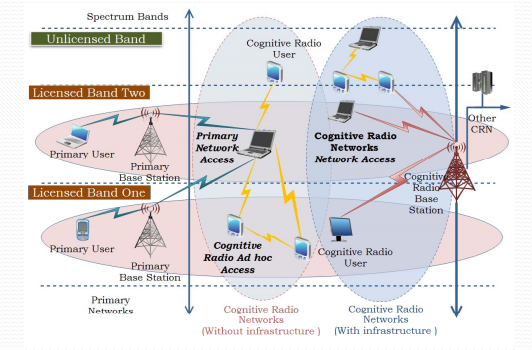 Spectrum Bands
Unlicensed Band
Cognitive Radio
User
Licensed Band Two
Other
CRN
Primary User
Primary
Base Station
Primary
Network
Access
Cognitive Radio
Networks
Network Access
Cognitive
Radio
Base
Station
Licensed Band One
Primary User
Primary
Base Station
Cognitive
Radio Ad hoc
Access
Cognitive Radio
User
Primary
Networks
Cognitive Radio
Networks
(Without infrastructure )
Cognitive Radio
Networks
(With infrastructure )